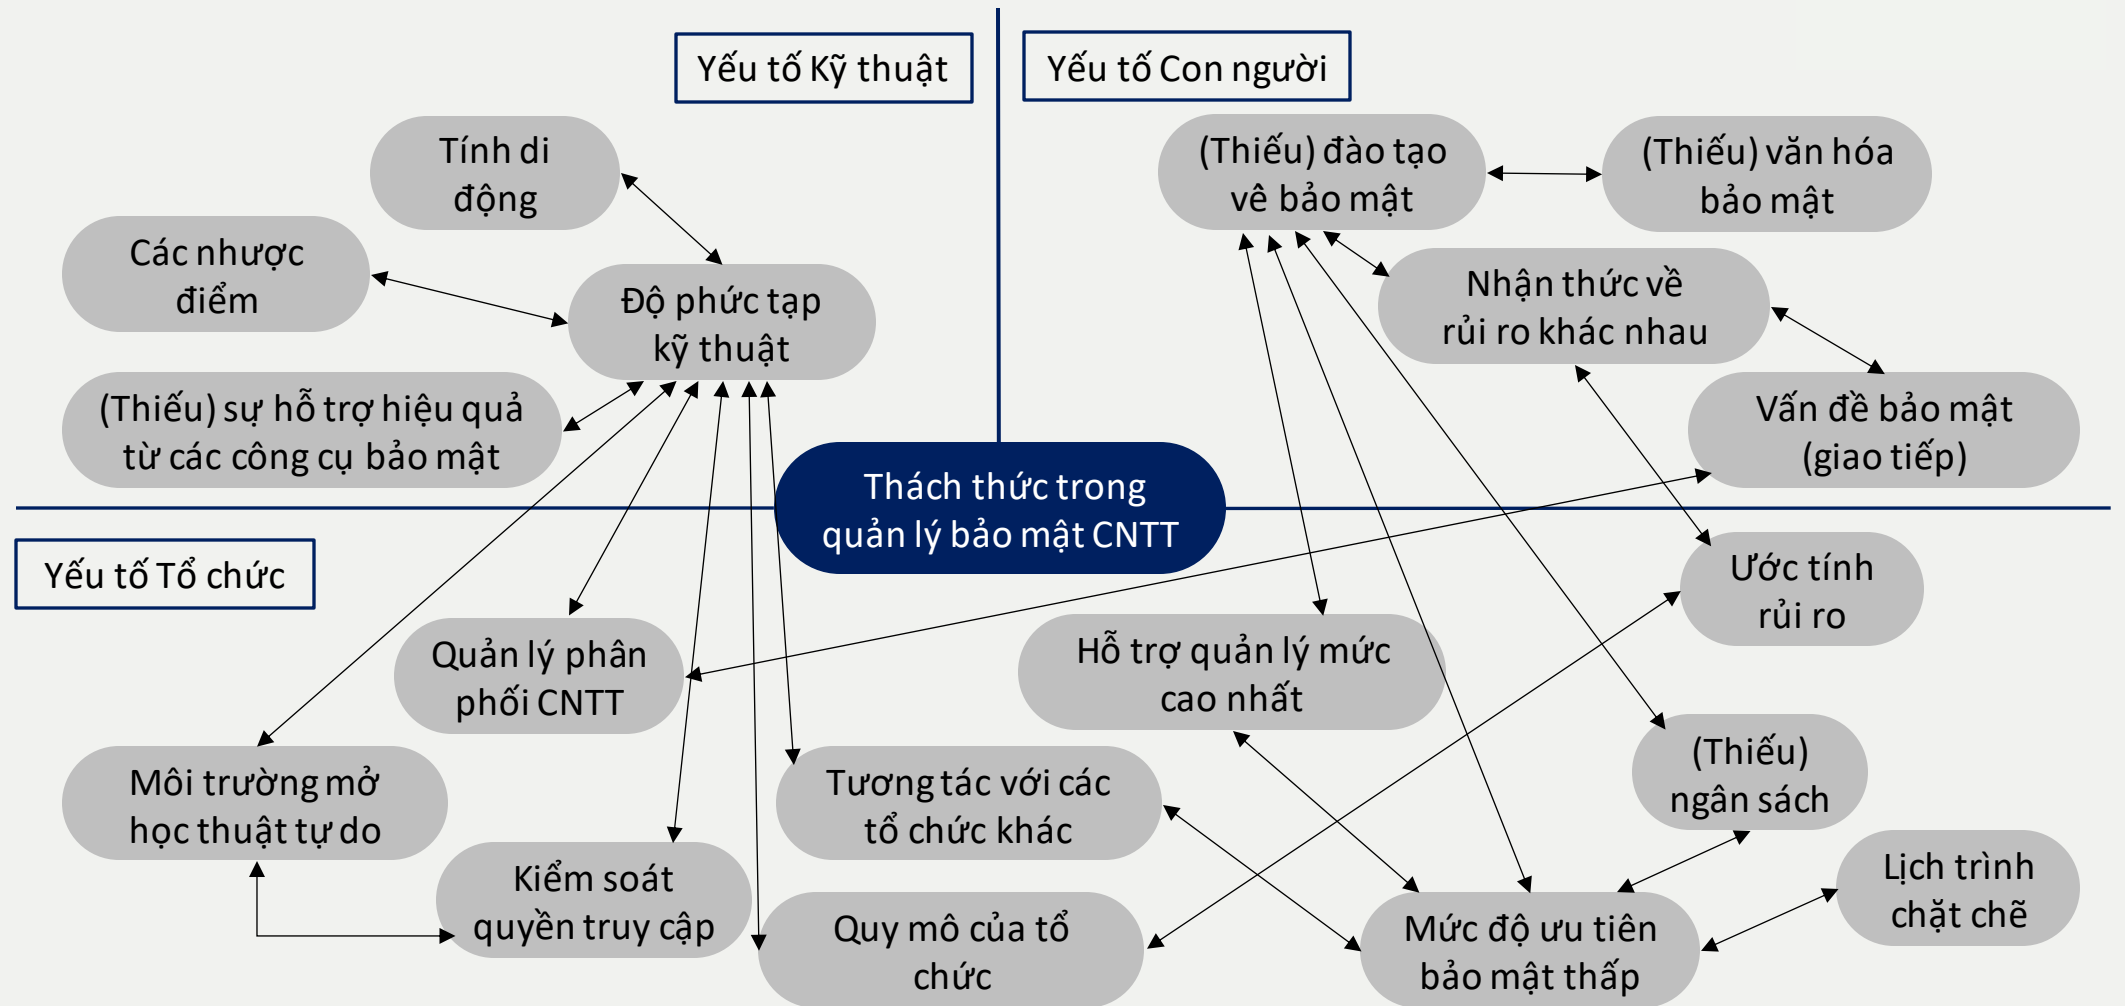 Yếu tố Kỹ thuật
Yếu tố Con người
Tính di
động
(Thiếu) đào tạo
vê bảo mật
(Thiếu) văn hóa
bảo mật
Các nhược
điểm
Độ phức tạp
kỹ thuật
Nhận thức về
rủi ro khác nhau
(Thiếu) sự hỗ trợ hiệu quả
từ các công cụ bảo mật
Vấn đề bảo mật
(giao tiếp)
Thách thức trong
quản lý bảo mật CNTT
Yếu tố Tổ chức
Ước tính
rủi ro
Quản lý phân
phối CNTT
Hỗ trợ quản lý mức
cao nhất
Môi trường mở
học thuật tự do
Tương tác với các
tổ chức khác
(Thiếu)
ngân sách
Kiểm soát
quyền truy cập
Quy mô của tổ
chức
Mức độ ưu tiên
bảo mật thấp
Lịch trình
chặt chẽ